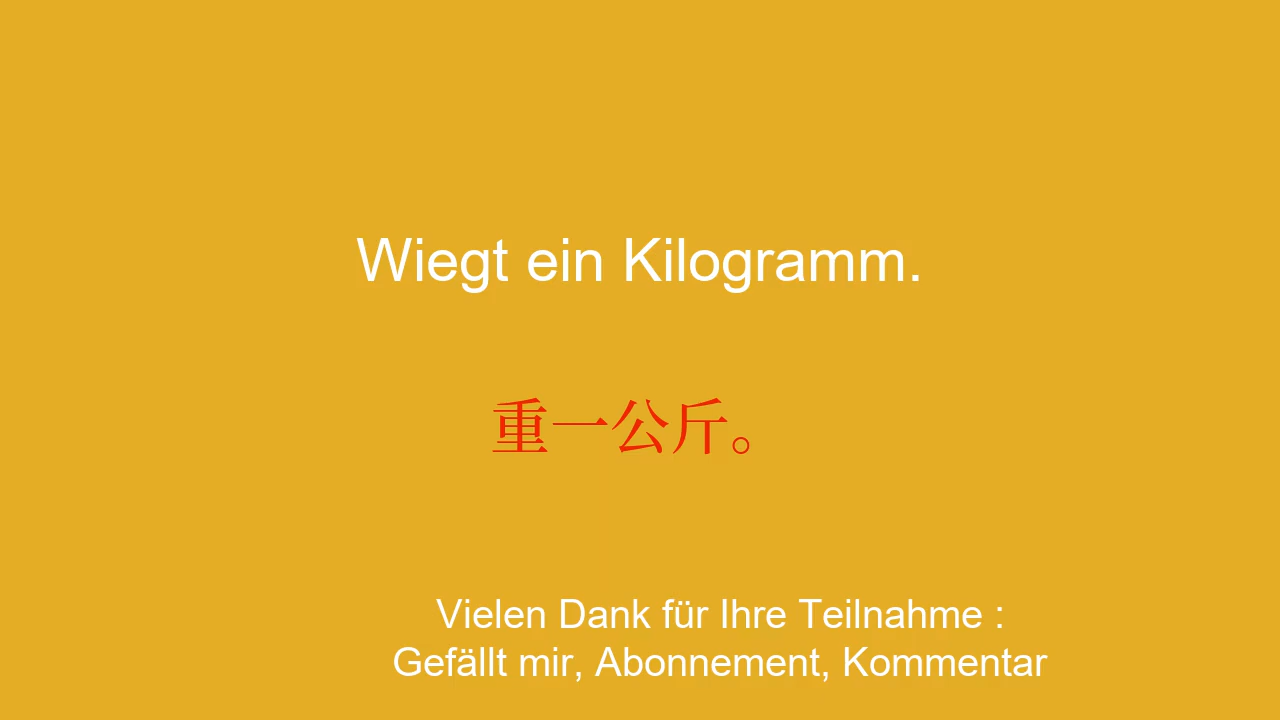 Wiegt ein Kilogramm.
重一公斤。
Vielen Dank für Ihre Teilnahme :
Gefällt mir, Abonnement, Kommentar